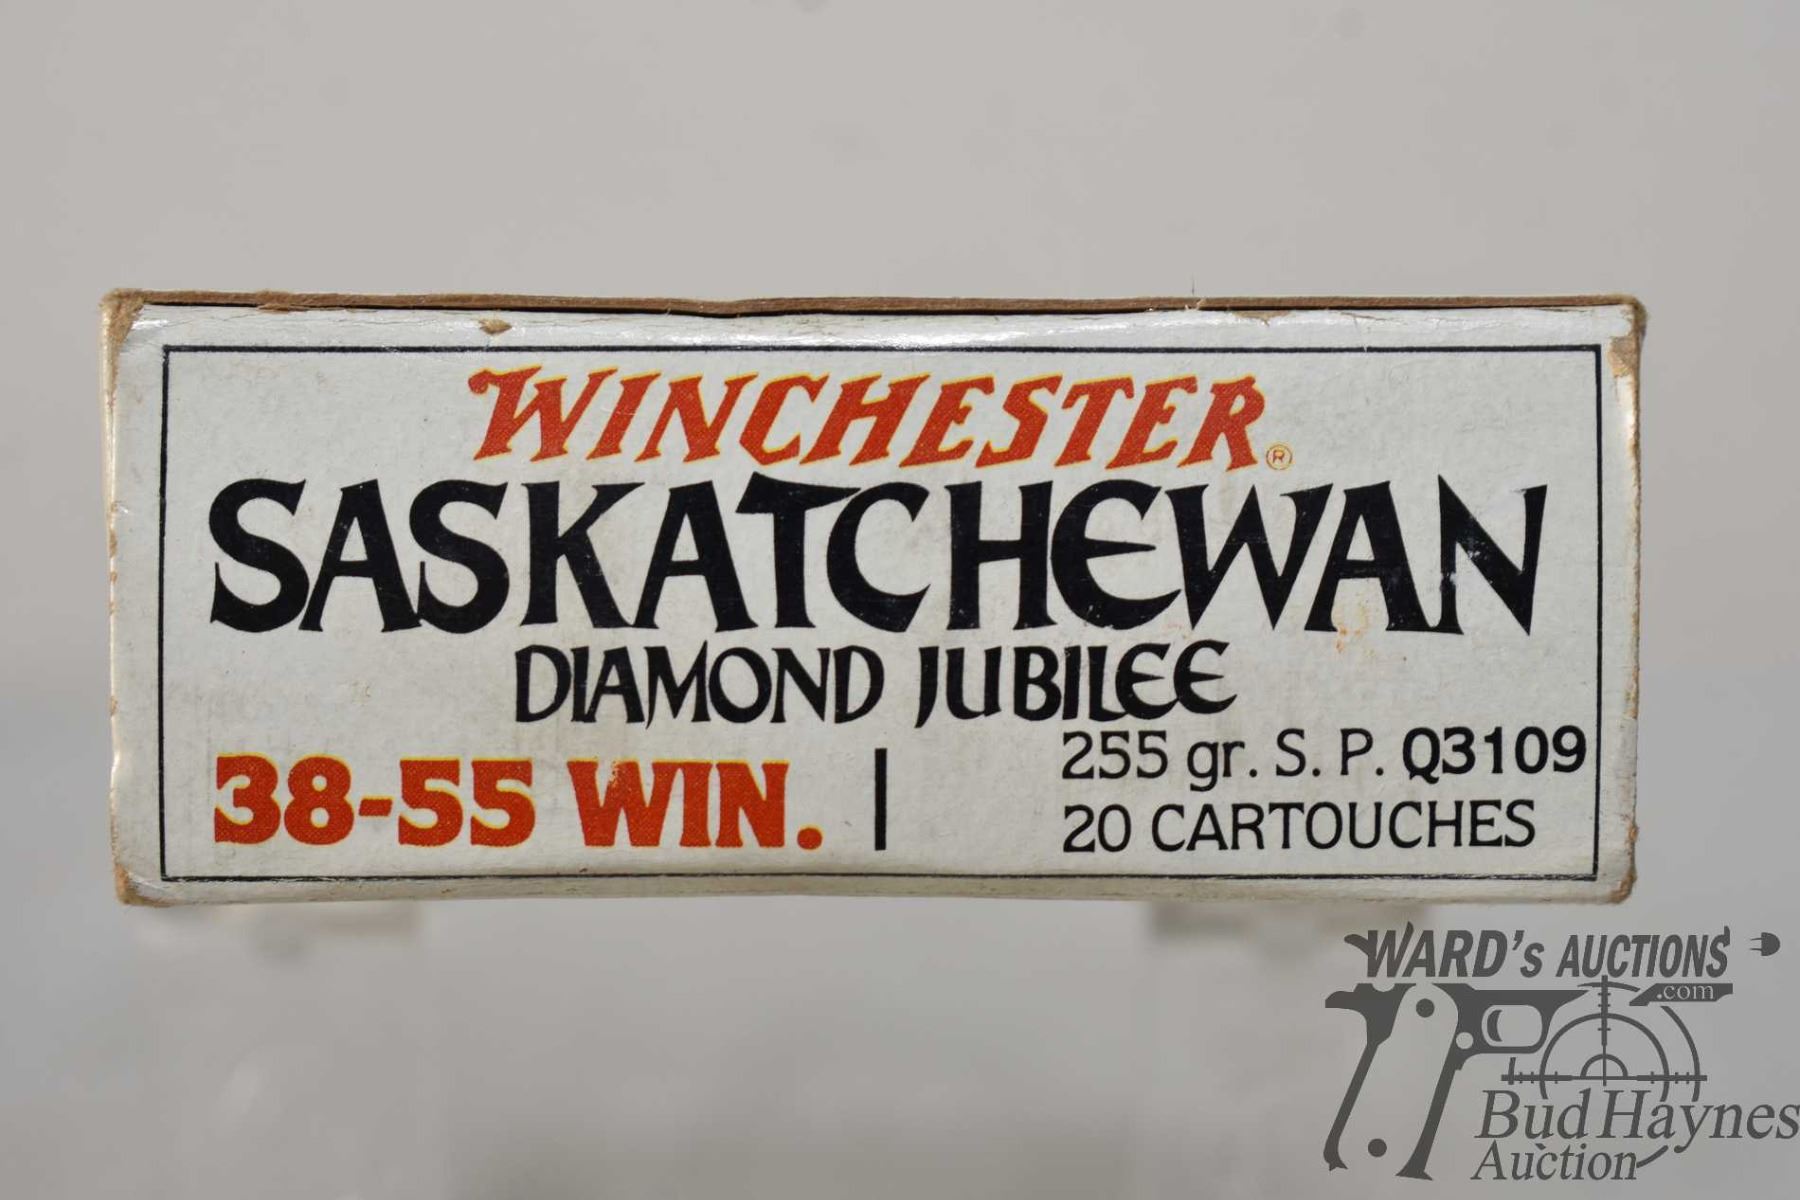 WINCHESTER®
SASKATCHEWAN
DIAMOND JUBILEE
38-55 WIN.
255 gr. S. P. Q3109
20 CARTOUCHES
WARD'S AUCTIONS
.com
Bud Haynes
Auction